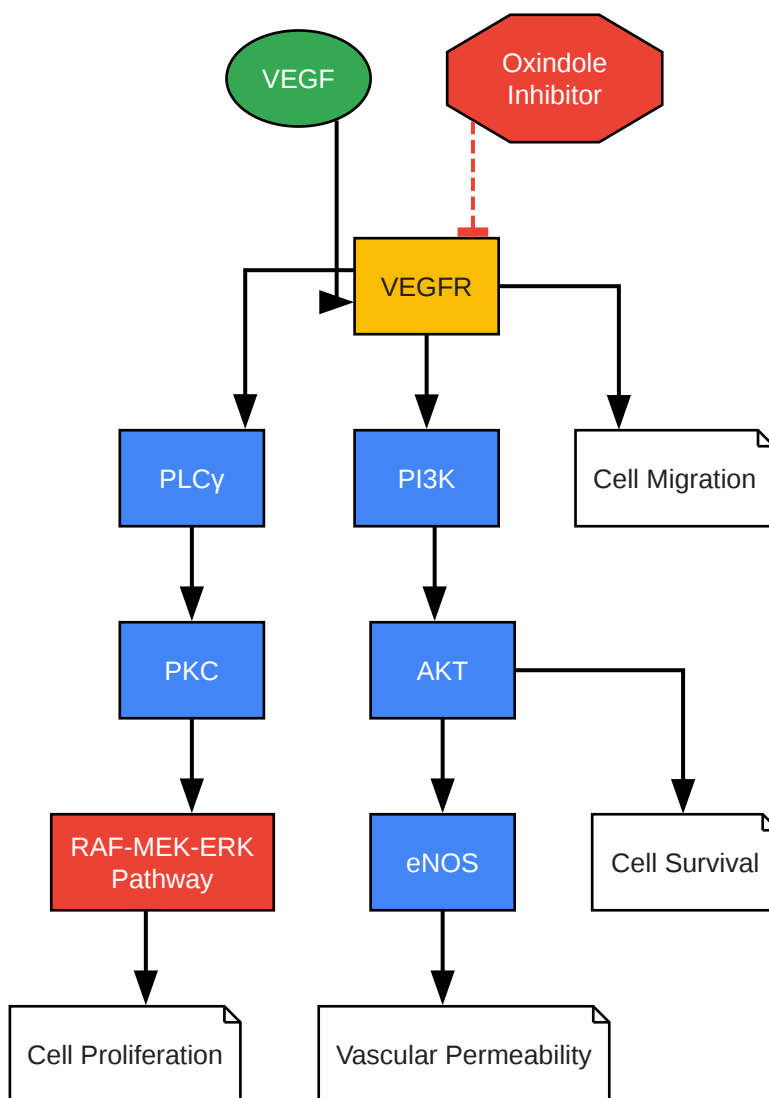 VEGF
Oxindole
Inhibitor
VEGFR
PLCγ
PI3K
Cell Migration
PKC
AKT
RAF-MEK-ERK
Pathway
eNOS
Cell Survival
Cell Proliferation
Vascular Permeability